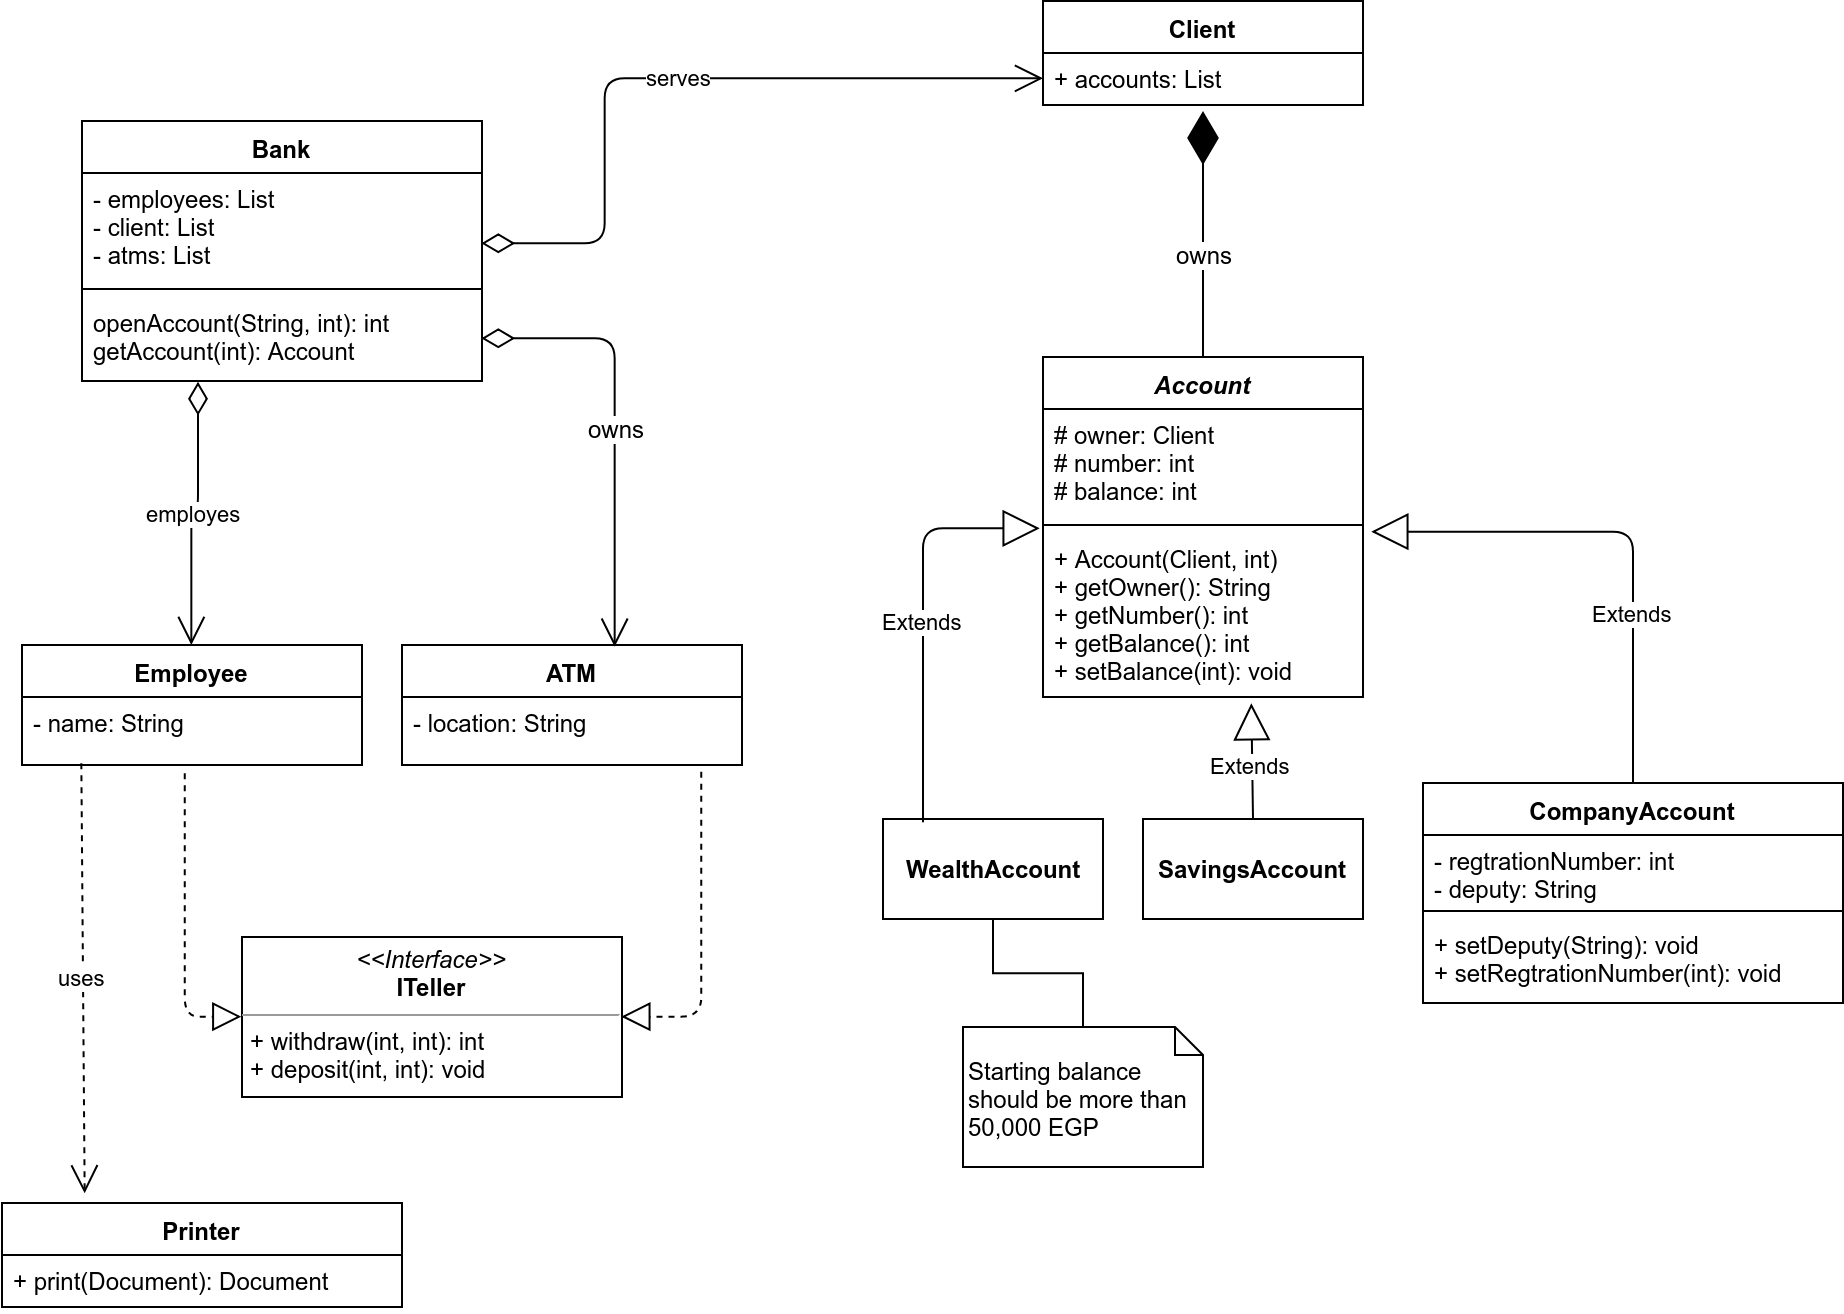 Client
+ accounts: List
serves
Bank
- employees: List
- client: List
- atms: List
openAccount(String, int): int
getAccount(int): Account
owns
owns
employes
Account
# owner: Client
# number: int
# balance: int
+ Account(Client, int)
+ getOwner(): String
+ getNumber(): int
+ getBalance(): int
+ setBalance(int): void
Extends
Extends
Extends
Employee
- name: String
ATM
- location: String
WealthAccount
SavingsAccount
CompanyAccount
- regtrationNumber: int
- deputy: String
+ setDeputy(String): void
+ setRegtrationNumber(int): void
uses
<<Interface>>
ITeller
+ withdraw(int, int): int
+ deposit(int, int): void
Starting balance
should be more than
50,000 EGP
Printer
+ print(Document): Document